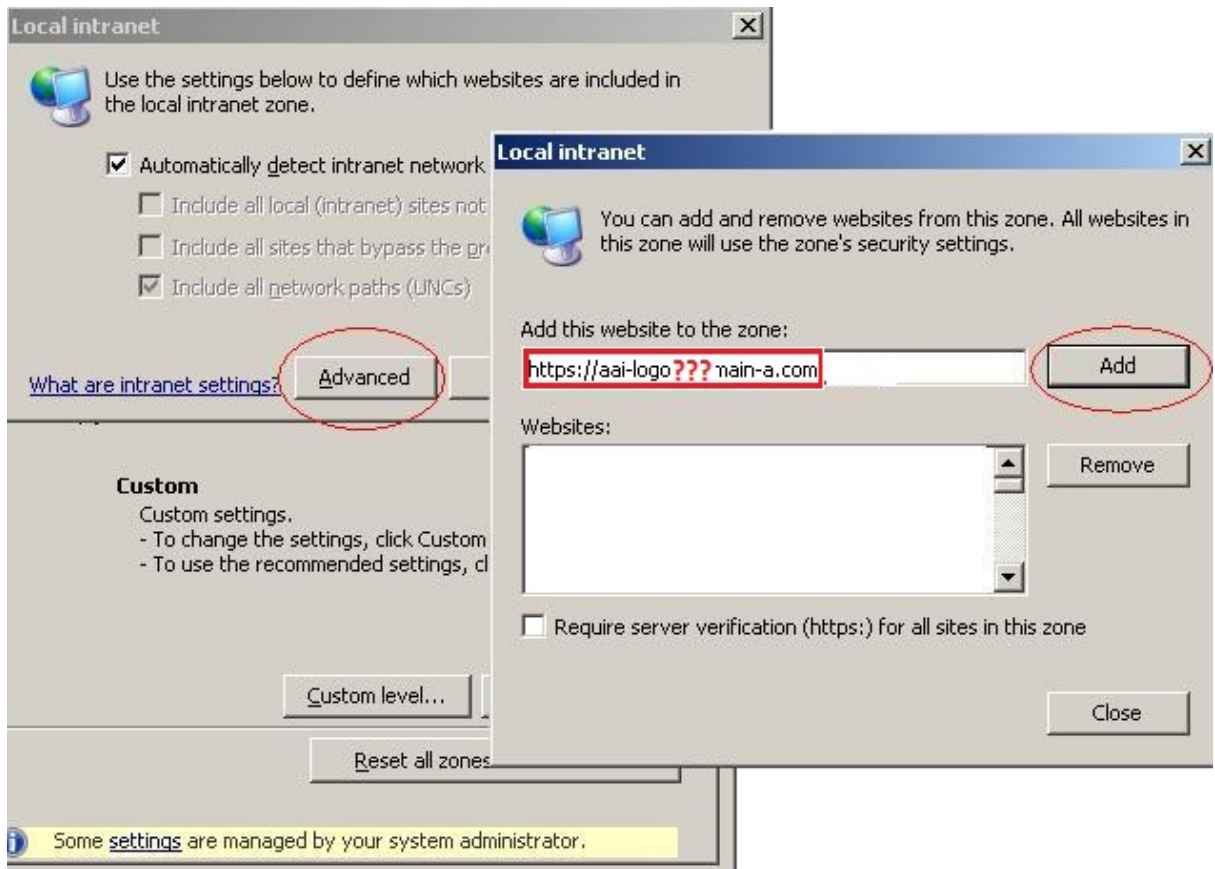 Local intranet
Use the settings below to define which websites are included in
the local intranet zone.
Automatically detect intranet network
Include all local (intranet) sites not
Include all sites that bypass the
Include all network paths (UNCs)
What are intranet settings?
Advanced
Custom
Custom settings.
- To change the settings, click Custom
- To use the recommended settings,
Custom level...
Reset all zones
Some settings are managed by your system administrator.
Local intranet
You can add and remove websites from this zone. All websites in
this zone will use the zone's security settings.
Add this website to the zone:
https://aai-logo???main-a.com
Add
Websites:
Remove
Require server verification (https:) for all sites in this zone
Close